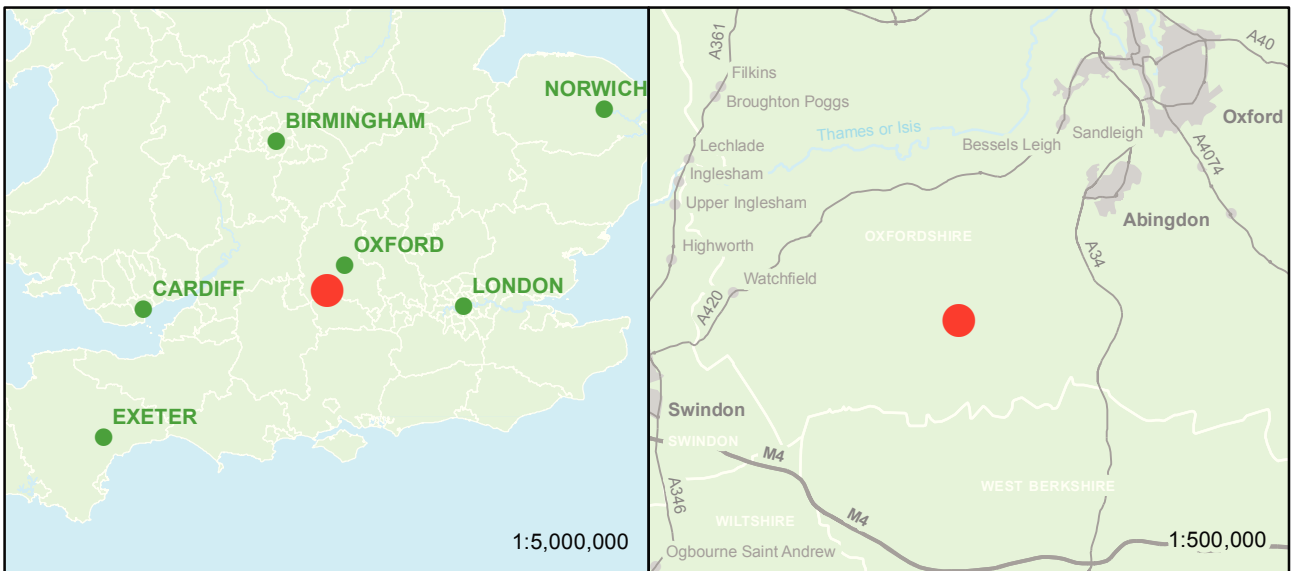 NORWICH
BIRMINGHAM
OXFORD
CARDIFF
LONDON
EXETER
1:5,000,000
A361
A40
Filkins
Broughton Poggs
Oxford
Thames or Isis
Sandleigh
Lechlade
Bessels Leigh
A4074
Inglesham
Upper Inglesham
Abingdon
OXFORDSHIRE
Highworth
A34
Watchfield
A420
Swindon
SWINDON
M4
WEST BERKSHIRE
A346
WILTSHIRE
M4
1:500,000
Ogbourne Saint Andrew